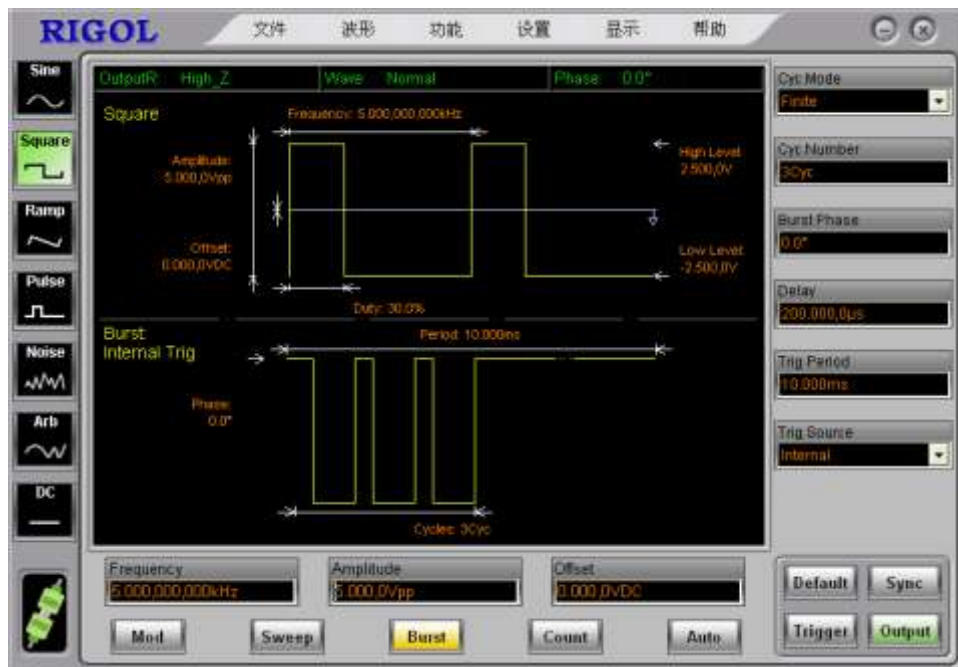 RIGOL
文件 波形 功能 设置 显示 帮助
Sine
Square
Ramp
Pulse
Noise
Arb
DC
OutputR: High_Z Wave: Normal Phase: 0.0°
Square
Frequency: 5.000,000,000kHz
Amplitude:
5.000,0Vpp
High Level:
2.500,0V
Offset:
0.000,0VDC
Low Level:
-2.500,0V
Duty: 30.0%
Burst:
Internal Trig
Period: 10.000ms
Phase:
0.0°
Cycles: 3Cyc
Cyc Mode
Finite
Cyc Number
3Cyc
Burst Phase
0.0°
Delay
200.000,0µs
Trig Period
10.000ms
Trig Source
Internal
Frequency
5.000,000,000kHz
Amplitude
5.000,0Vpp
Offset
0.000,0VDC
Mod Sweep Burst Count Auto
Default Sync
Trigger Output